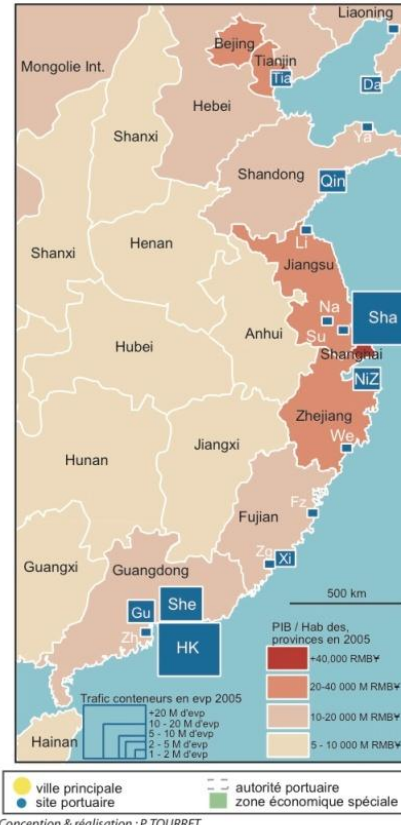 Liaoning
Bejing
Tianjin
Tia
Mongolie Int.
Da
Hebei
Shanxi
Ya
Shandong
Qin
Li
Henan
Shanxi
Jiangsu
Na
Sha
Anhui
Su
Hubei
Shanghai
NiZ
Zhejiang
We
Jiangxi
Hunan
Fujian
Fz
Zg
Xi
Guangxi
Guangdong
She
Gu
500 km
Zh
HK
PIB / Hab des,
provinces en 2005
+40,000 RMB¥
20-40 000 M RMB¥
10-20 000 M RMB¥
5 - 10 000 M RMB¥
Trafic conteneurs en evp 2005
+20 M d'evp
10 - 20 M d'evp
5 - 10 M d'evp
2 - 5 M d'evp
1 - 2 M d'evp
Hainan
ville principale
autorité portuaire
site portuaire
zone économique spéciale
Conception & réalisation : P. TOURRET